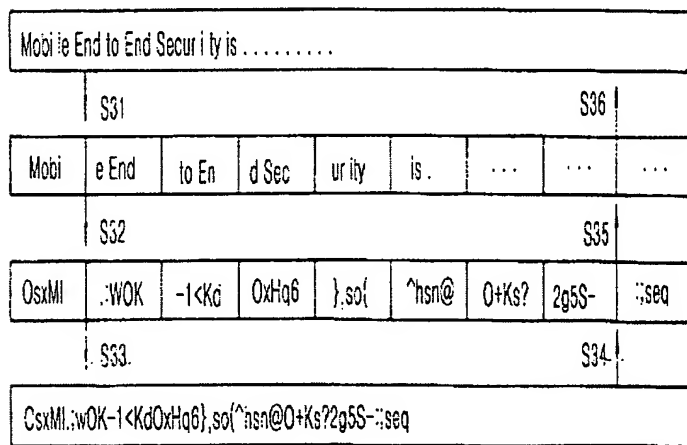 Mobile End to End Security is . . . . . . . . .
S31 S36
Mobi e End to En d Sec urity is . . . . . . . . . .
S32 S35
OsxMl .:WOK -1<Kd OxHq6 },so{ ^hsn@ O+Ks? 2g5S- :;seq
S33 S34
CsxMl.;wOK-1<KdOxHq6},so{^hsn@O+Ks?2g5S-:;seq